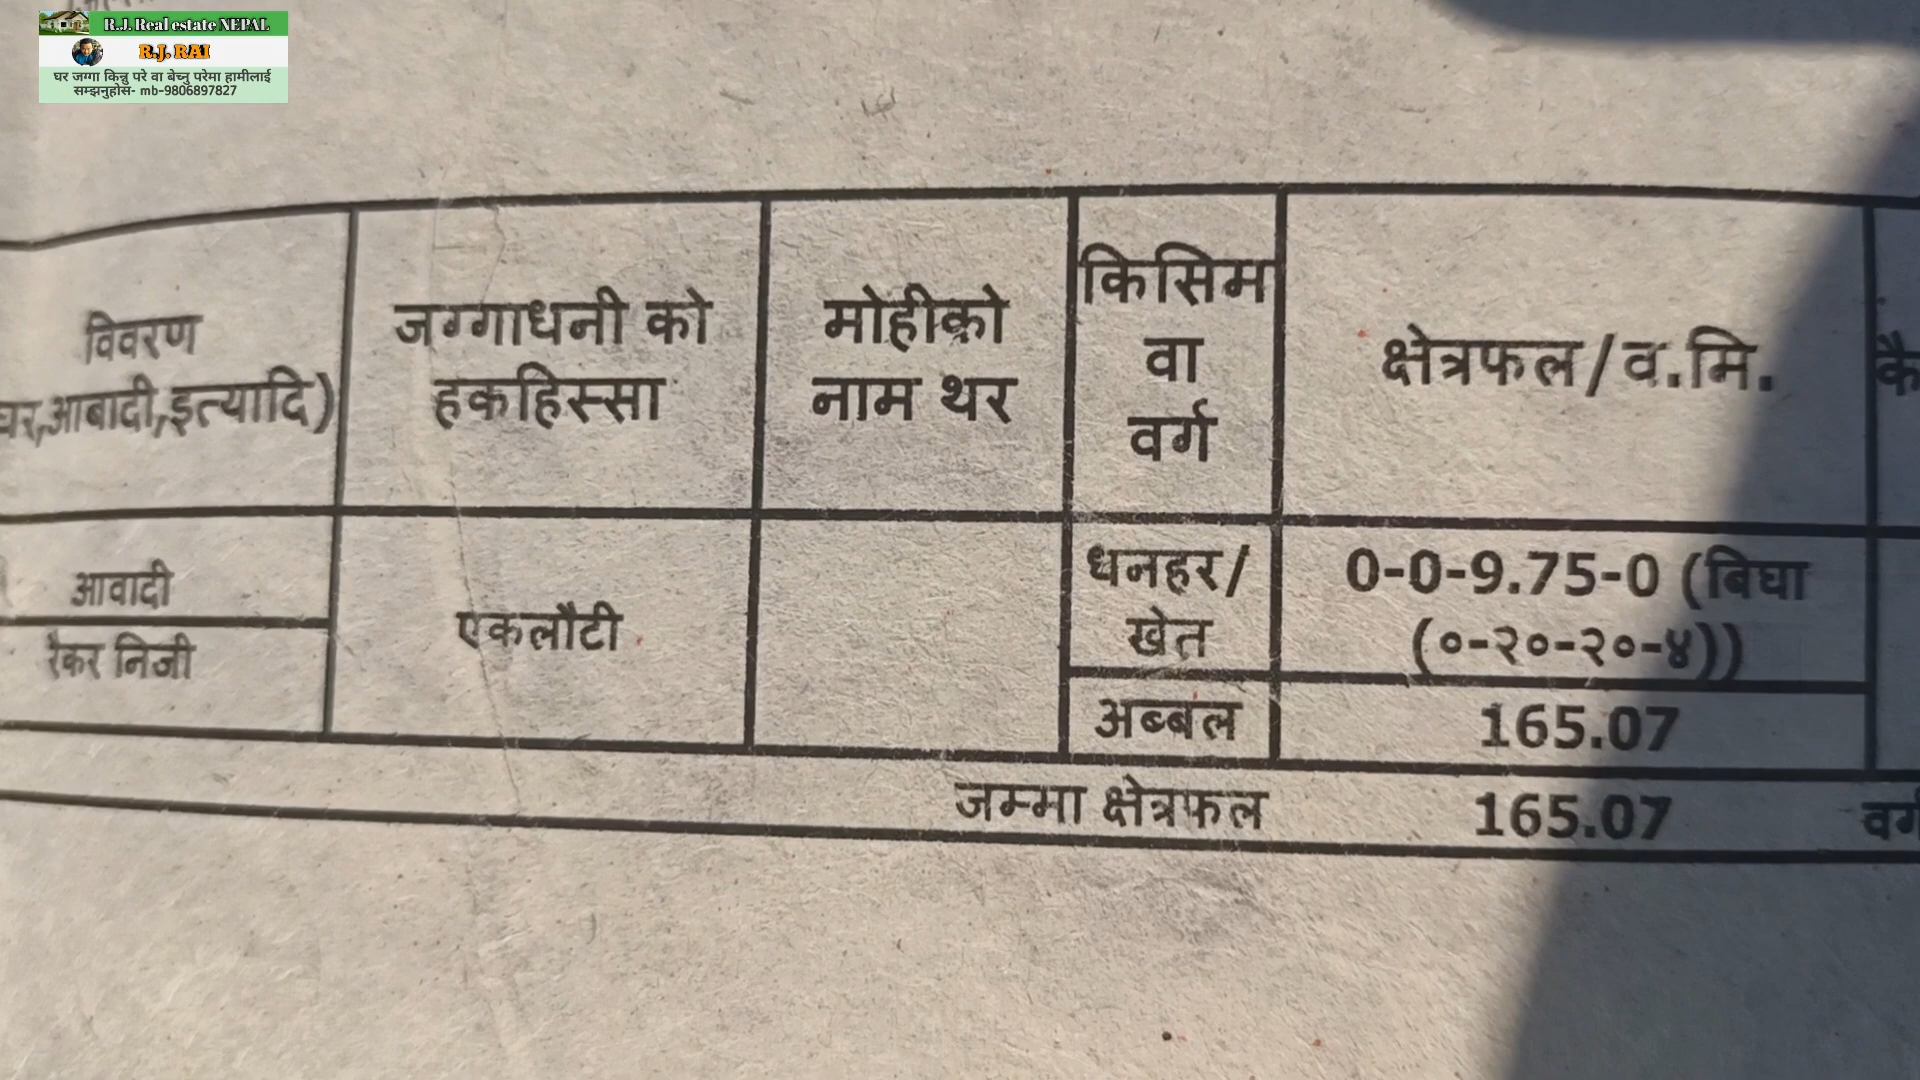 R.J. Real estate NEPAL
R.J. RAI
घर जग्गा किन्नु परे वा बेच्नु परेमा हामीलाई
सम्झनुहोस- mb-9806897827
विवरण
घर,आबादी,इत्यादि)
जग्गाधनी को
हकहिस्सा
मोहीको
नाम थर
किसिम
वा
वर्ग
क्षेत्रफल/व.मि.
आवादी
रैकर निजी
एकलौटी
धनहर/
खेत
0-0-9.75-0 (बिघा
(०-२०-२०-४))
अब्बल
165.07
जम्मा क्षेत्रफल
165.07